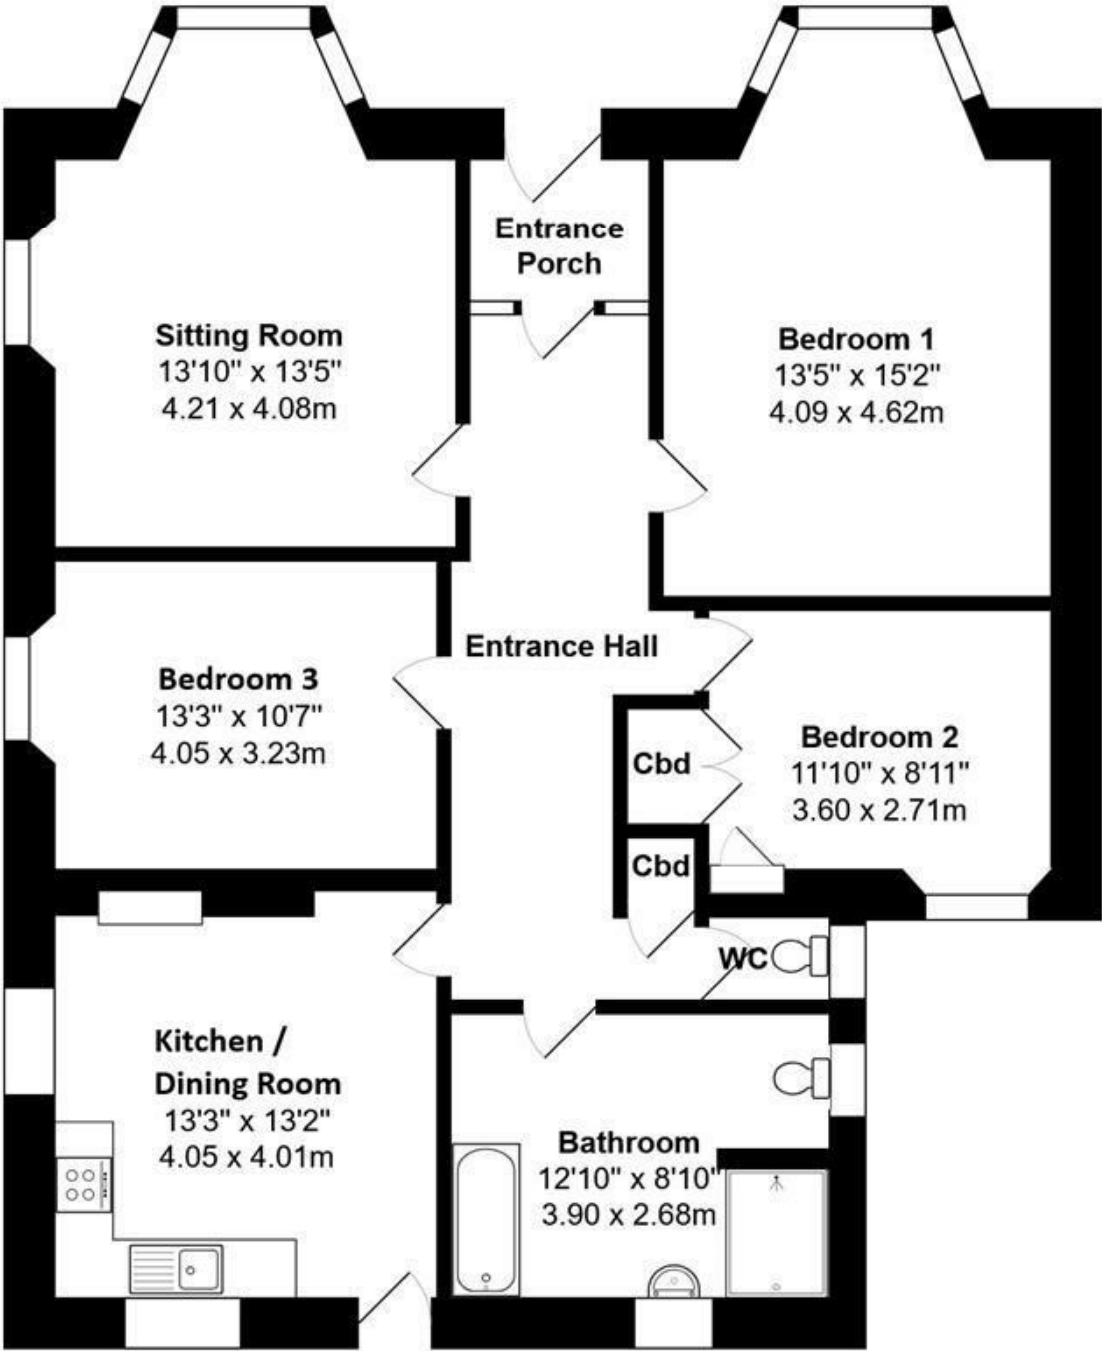 Entrance
Porch
Sitting Room
13'10" x 13'5"
4.21 x 4.08m
Bedroom 1
13'5" x 15'2"
4.09 x 4.62m
Entrance Hall
Bedroom 3
13'3" x 10'7"
4.05 x 3.23m
Cbd
Bedroom 2
11'10" x 8'11"
3.60 x 2.71m
Cbd
WC
Kitchen /
Dining Room
13'3" x 13'2"
4.05 x 4.01m
Bathroom
12'10" x 8'10"
3.90 x 2.68m